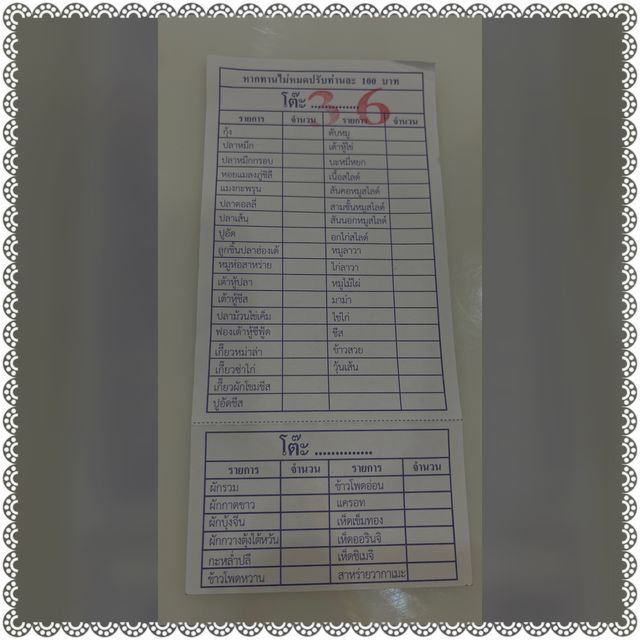 หากทานไม่หมดปรับท่านละ 100 บาท
โต๊ะ .............. 36
รายการ จำนวน รายการ จำนวน
กุ้ง ตับหมู
ปลาหมึก เต้าหู้ไข่
ปลาหมึกกรอบ บะหมี่หยก
หอยแมลงภู่ชิลี เนื้อสไลด์
แมงกะพรุน สันคอหมูสไลด์
ปลาดอลลี่ สามชั้นหมูสไลด์
ปลาเส้น สันนอกหมูสไลด์
ปูอัด อกไก่สไลด์
ลูกชิ้นปลาฮ่องเต้ หมูลาวา
หมูห่อสาหร่าย ไก่ลาวา
เต้าหู้ปลา หมูไม้ไผ่
เต้าหู้ชีส มาม่า
ปลาม้วนไข่เค็ม ไข่ไก่
ฟองเต้าหู้ซีฟู้ด ชีส
เกี๊ยวหม่าล่า ข้าวสวย
เกี๊ยวซ่าไก่ วุ้นเส้น
เกี๊ยวผักโขมชีส
ปูอัดชีส
โต๊ะ ..............
รายการ จำนวน รายการ จำนวน
ผักรวม ข้าวโพดอ่อน
ผักกาดขาว แครอท
ผักบุ้งจีน เห็ดเข็มทอง
ผักกวางตุ้งไต้หวัน เห็ดออรินจิ
กะหล่ำปลี เห็ดชิเมจิ
ข้าวโพดหวาน สาหร่ายวากาเมะ